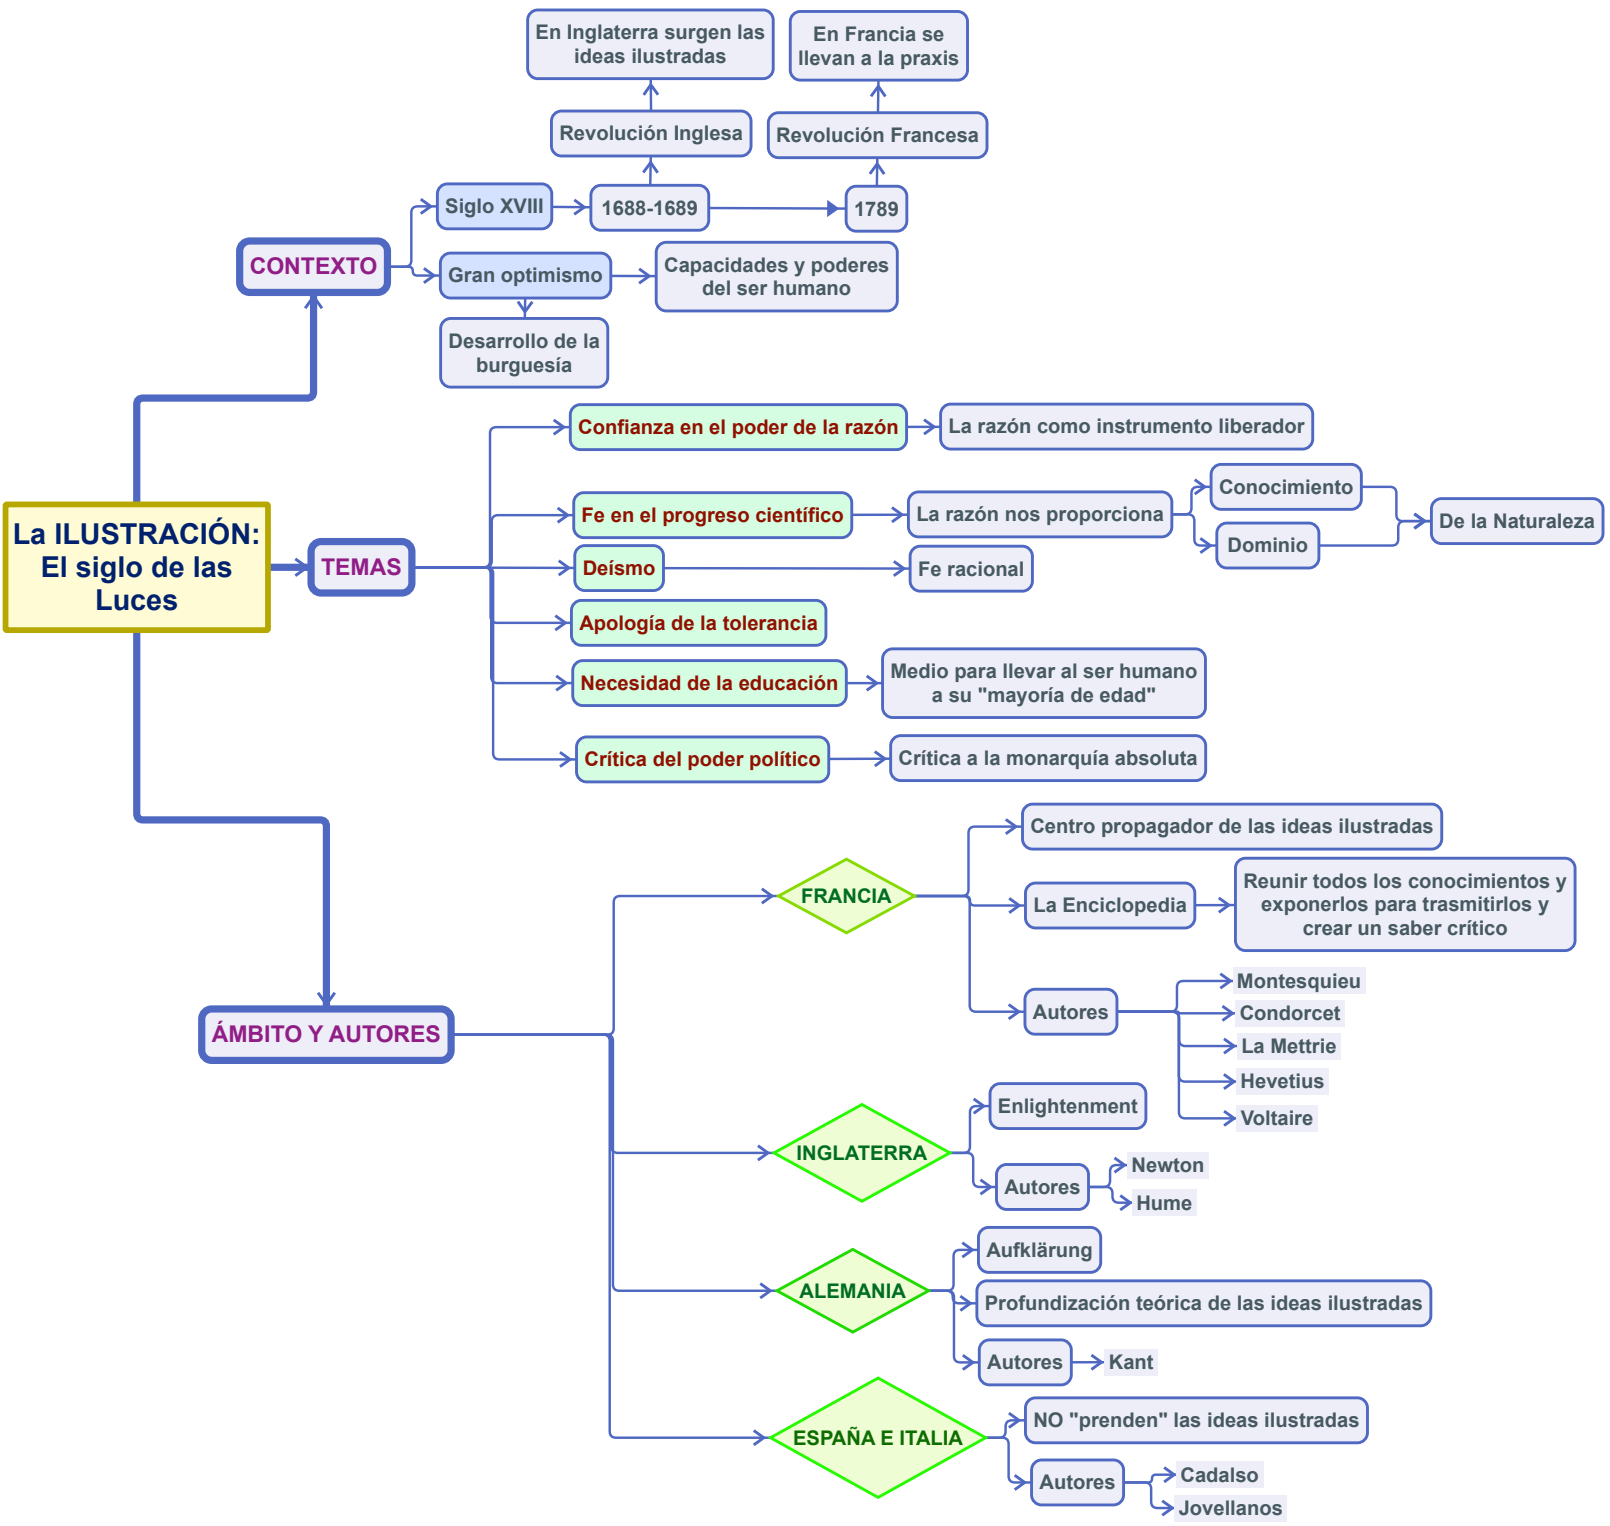 En Inglaterra surgen las
ideas ilustradas
En Francia se
llevan a la praxis
Revolución Inglesa
Revolución Francesa
Siglo XVIII
1688-1689
1789
CONTEXTO
Gran optimismo
Capacidades y poderes
del ser humano
Desarrollo de la
burguesía
La ILUSTRACIÓN:
El siglo de las
Luces
TEMAS
Confianza en el poder de la razón
La razón como instrumento liberador
Fe en el progreso científico
La razón nos proporciona
Conocimiento
Dominio
De la Naturaleza
Deísmo
Fe racional
Apología de la tolerancia
Necesidad de la educación
Medio para llevar al ser humano
a su "mayoría de edad"
Crítica del poder político
Crítica a la monarquía absoluta
ÁMBITO Y AUTORES
FRANCIA
Centro propagador de las ideas ilustradas
La Enciclopedia
Reunir todos los conocimientos y
exponerlos para trasmitirlos y
crear un saber crítico
Autores
Montesquieu
Condorcet
La Mettrie
Hevetius
Voltaire
INGLATERRA
Enlightenment
Autores
Newton
Hume
ALEMANIA
Aufklärung
Profundización teórica de las ideas ilustradas
Autores
Kant
ESPAÑA E ITALIA
NO "prenden" las ideas ilustradas
Autores
Cadalso
Jovellanos